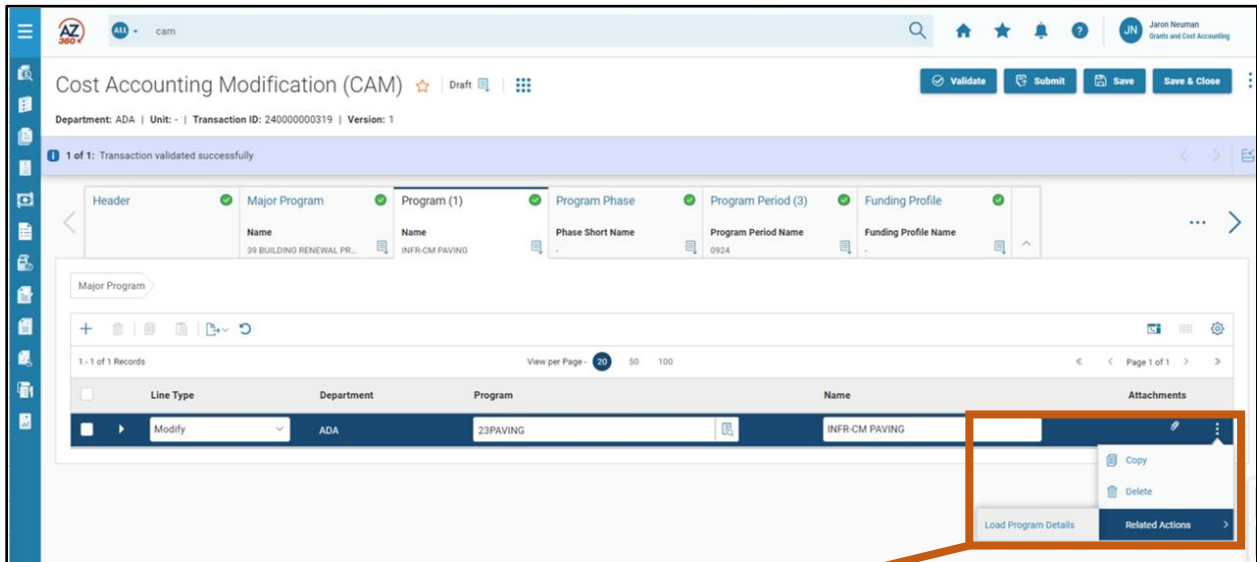 AZ 360
ALL cam
JN Jaron Neuman
Grants and Cost Accounting
Cost Accounting Modification (CAM) Draft
Validate Submit Save Save & Close
Department: ADA | Unit: - | Transaction ID: 240000000319 | Version: 1
1 of 1: Transaction validated successfully
Header Major Program Program (1) Program Phase Program Period (3) Funding Profile
Name Name Phase Short Name Program Period Name Funding Profile Name
39 BUILDING RENEWAL PR... INFR-CM PAVING - 0924 -
...
Major Program
1 - 1 of 1 Records View per Page - 20 50 100 Page 1 of 1
Line Type Department Program Name Attachments
Modify ADA 23PAVING INFR-CM PAVING
Copy
Delete
Load Program Details Related Actions